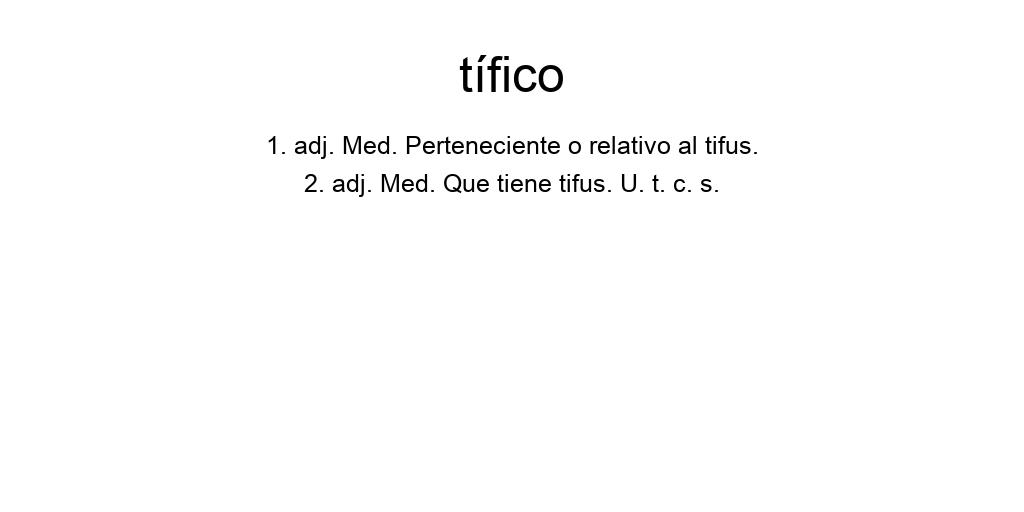 tífico
1. adj. Med. Perteneciente o relativo al tifus.
2. adj. Med. Que tiene tifus. U. t. c. s.